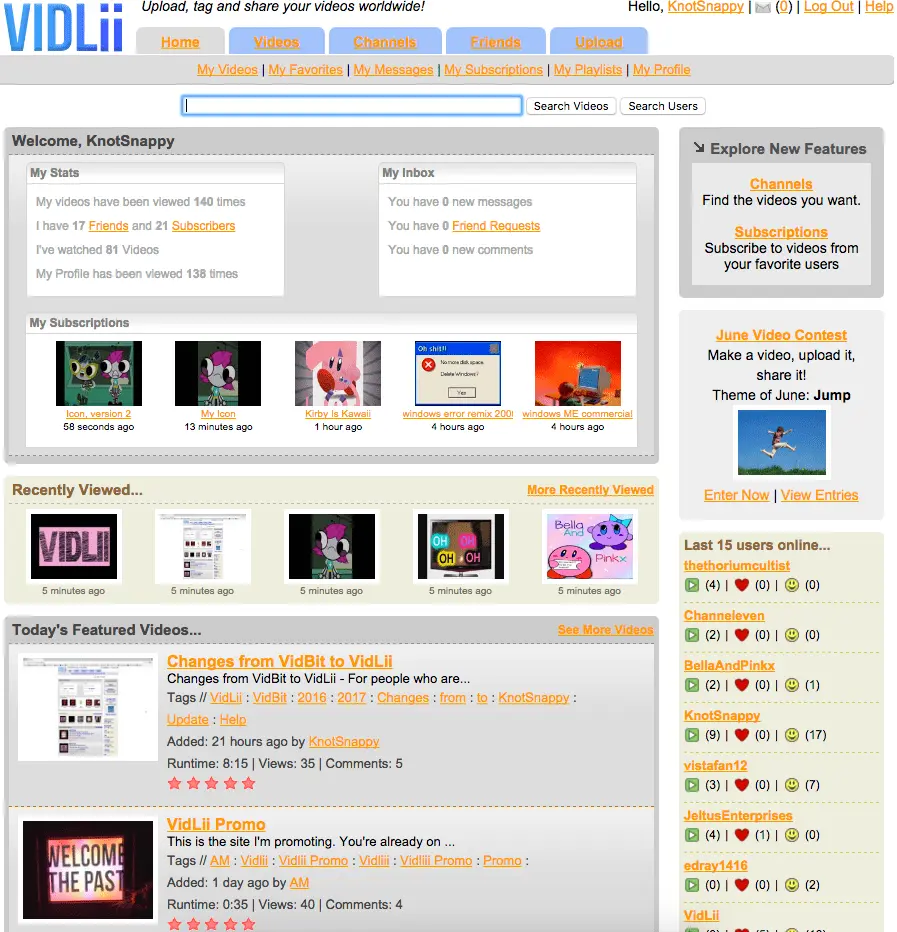 VIDLii
Upload, tag and share your videos worldwide!
Hello, KnotSnappy | (0) | Log Out | Help
Home
Videos
Channels
Friends
Upload
My Videos | My Favorites | My Messages | My Subscriptions | My Playlists | My Profile
Search Videos
Search Users
Welcome, KnotSnappy
My Stats
My videos have been viewed 140 times
I have 17 Friends and 21 Subscribers
I've watched 81 Videos
My Profile has been viewed 138 times
My Inbox
You have 0 new messages
You have 0 Friend Requests
You have 0 new comments
My Subscriptions
Oh shit!!!
No more disk space.
Delete Windows?
Yes
Icon, version 2
58 seconds ago
My Icon
13 minutes ago
Kirby Is Kawaii
1 hour ago
windows error remix 200
4 hours ago
windows ME commercial
4 hours ago
Recently Viewed...
More Recently Viewed
VIDLii
OH
OH
OH
OH
Bella
And
Pinkx
5 minutes ago
5 minutes ago
5 minutes ago
5 minutes ago
5 minutes ago
Today's Featured Videos...
See More Videos
Changes from VidBit to VidLii
Changes from VidBit to VidLii - For people who are...
Tags // VidLii : VidBit : 2016 : 2017 : Changes : from : to : KnotSnappy :
Update : Help
Added: 21 hours ago by KnotSnappy
Runtime: 8:15 | Views: 35 | Comments: 5
WELCOME
THE PAST
VidLii Promo
This is the site I'm promoting. You're already on ...
Tags // AM : Vidlii : Vidlii Promo : Vidliii : Vidliii Promo : Promo :
Added: 1 day ago by AM
Runtime: 0:35 | Views: 40 | Comments: 4
Explore New Features
Channels
Find the videos you want.
Subscriptions
Subscribe to videos from
your favorite users
June Video Contest
Make a video, upload it,
share it!
Theme of June: Jump
Enter Now | View Entries
Last 15 users online...
thethoriumcultist
(4) | (0) | (0)
Channeleven
(2) | (0) | (0)
BellaAndPinkx
(2) | (0) | (1)
KnotSnappy
(9) | (0) | (17)
vistafan12
(3) | (0) | (7)
JeltusEnterprises
(4) | (1) | (0)
edray1416
(0) | (0) | (2)
VidLii